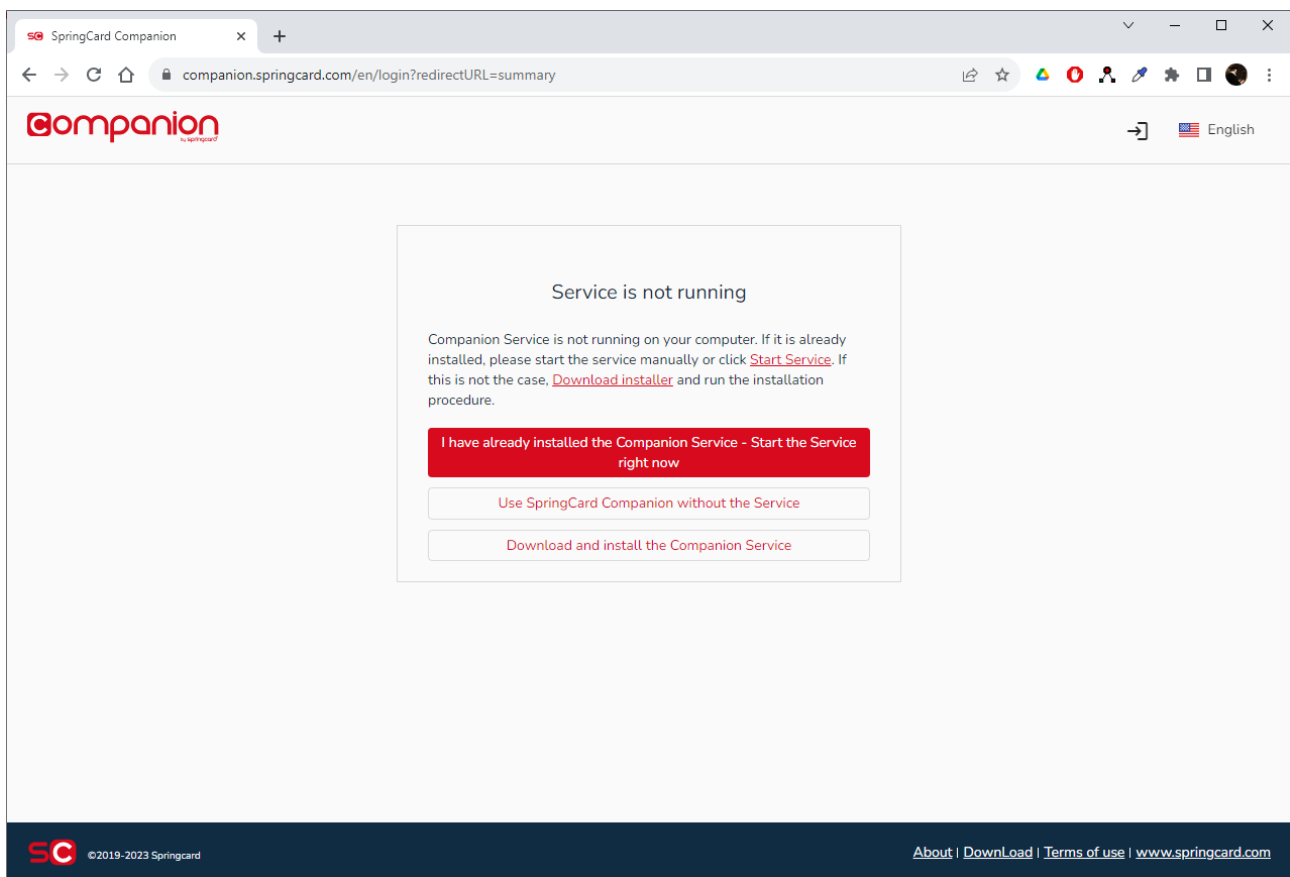 SC SpringCard Companion
companion.springcard.com/en/login?redirectURL=summary
Companion
by springcard
English
Service is not running
Companion Service is not running on your computer. If it is already
installed, please start the service manually or click Start Service. If
this is not the case, Download installer and run the installation
procedure.
I have already installed the Companion Service - Start the Service
right now
Use SpringCard Companion without the Service
Download and install the Companion Service
SC ©2019-2023 Springcard
About | DownLoad | Terms of use | www.springcard.com